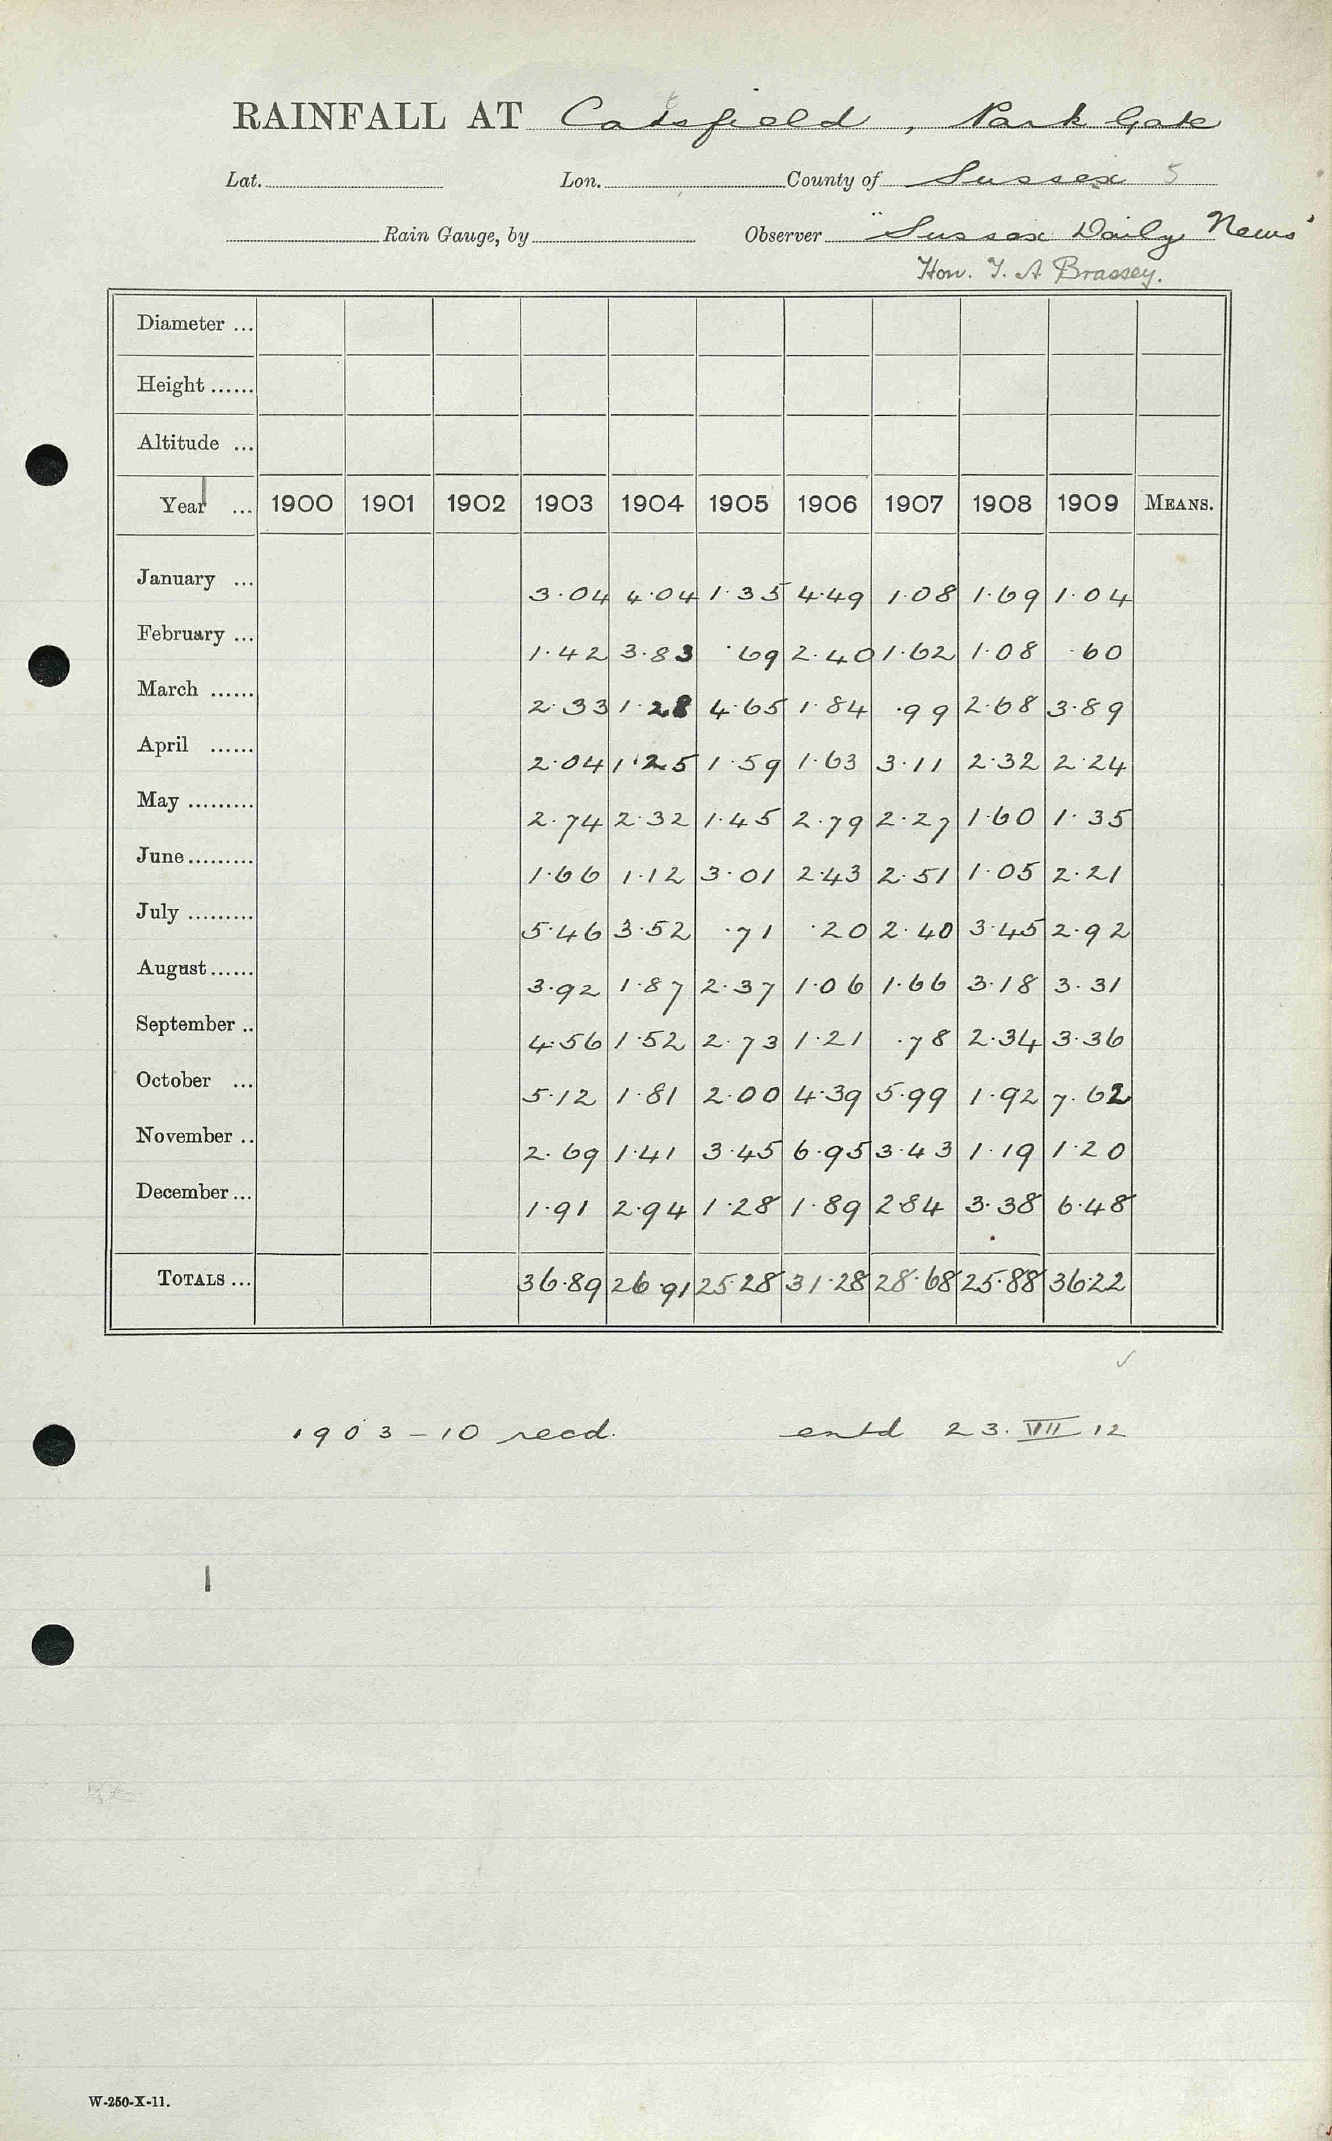 RAINFALL AT Catsfield, Park Gate
Lat. Lon. County of Sussex 5
Rain Gauge, by Observer "Sussex Daily News"
Hon. T. A Brassey.
Diameter ...
Height ......
Altitude ...
Year ... 1900 1901 1902 1903 1904 1905 1906 1907 1908 1909 MEANS.
January ... 3.04 4.04 1.35 4.49 1.08 1.69 1.04
February ... 1.42 3.83 .69 2.40 1.62 1.08 .60
March ...... 2.33 1.28 4.65 1.84 .99 2.68 3.89
April ...... 2.04 1.25 1.59 1.63 3.11 2.32 2.24
May ......... 2.74 2.32 1.45 2.79 2.27 1.60 1.35
June ......... 1.66 1.12 3.01 2.43 2.51 1.05 2.21
July ......... 5.46 3.52 .71 .20 2.40 3.45 2.92
August ...... 3.92 1.87 2.37 1.06 1.66 3.18 3.31
September .. 4.56 1.52 2.73 1.21 .78 2.34 3.36
October ... 5.12 1.81 2.00 4.39 5.99 1.92 7.62
November .. 2.69 1.41 3.45 6.95 3.43 1.19 1.20
December ... 1.91 2.94 1.28 1.89 2.84 3.38 6.48
TOTALS ... 36.89 26.91 25.28 31.28 28.68 25.88 36.22
1903-10 recd. entd 23.VII 12
W-250-X-11.